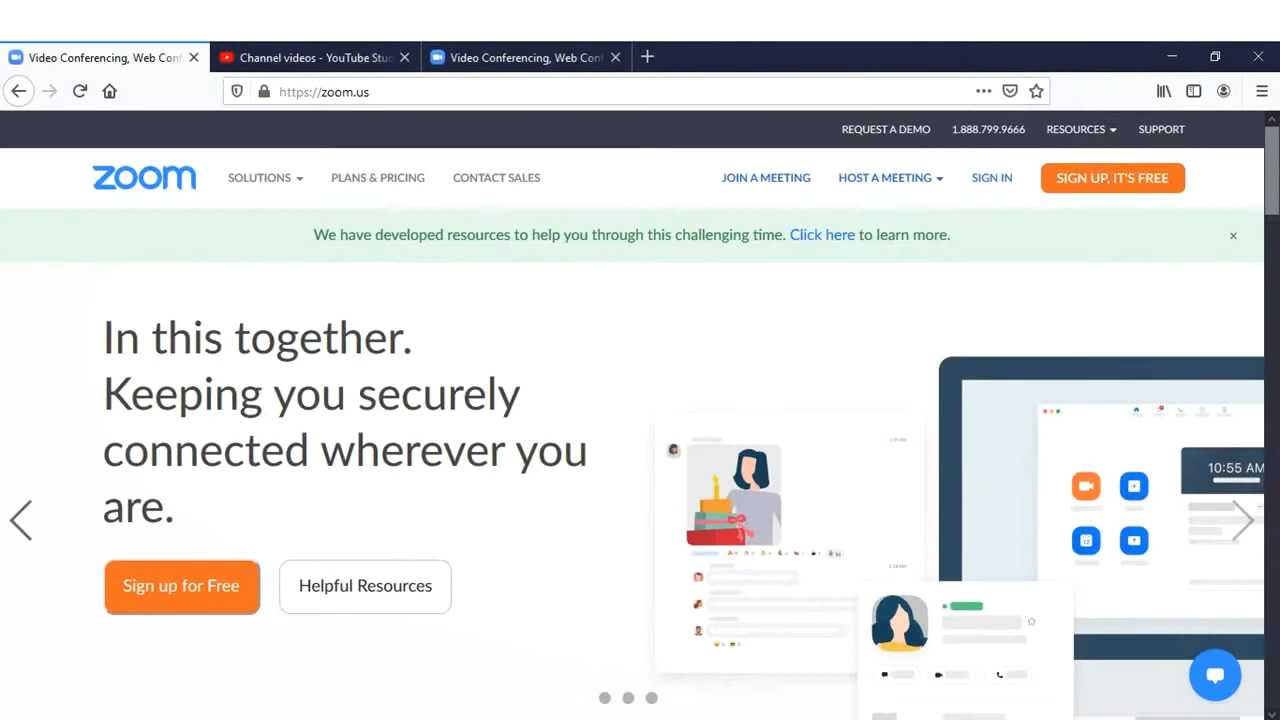 Video Conferencing, Web Conf
Channel videos - YouTube Stu
Video Conferencing, Web Conf
https://zoom.us
REQUEST A DEMO
1.888.799.9666
RESOURCES
SUPPORT
zoom
SOLUTIONS
PLANS & PRICING
CONTACT SALES
JOIN A MEETING
HOST A MEETING
SIGN IN
SIGN UP, IT'S FREE
We have developed resources to help you through this challenging time. Click here to learn more.
In this together.
Keeping you securely
connected wherever you
are.
10:55 AM
Sign up for Free
Helpful Resources